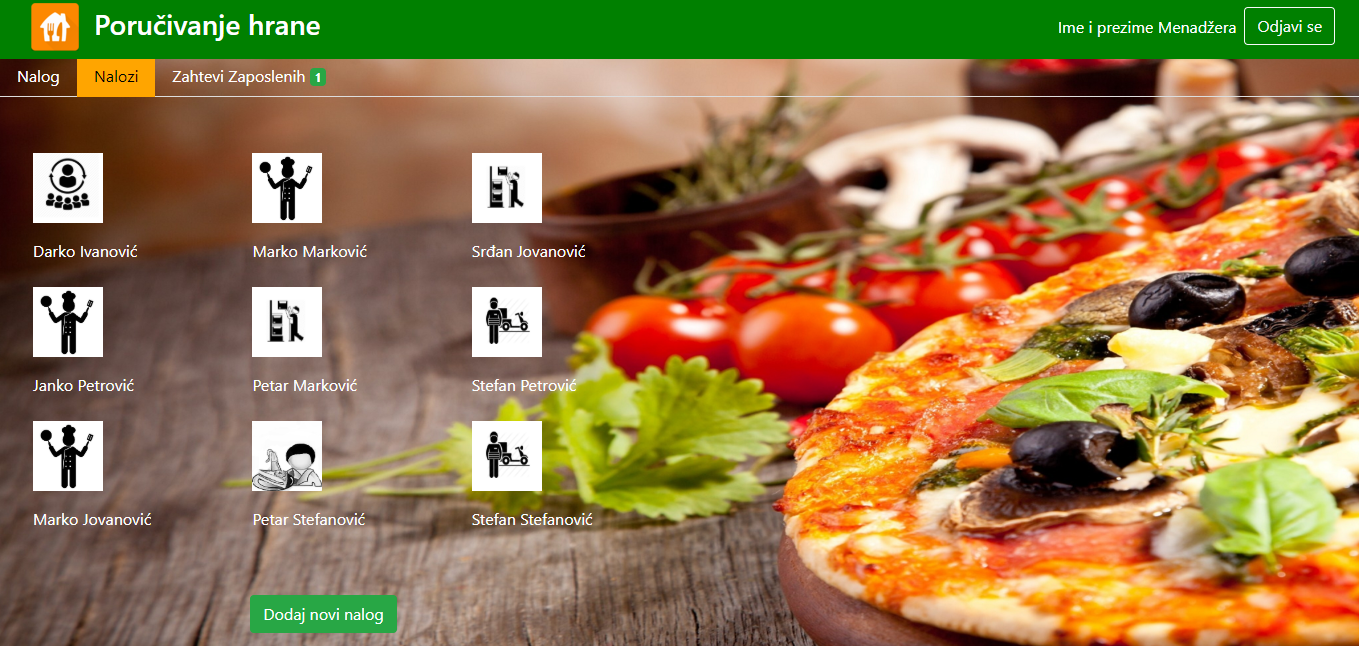 Poručivanje hrane
Ime i prezime Menadžera
Odjavi se
Nalog
Nalozi
Zahtevi Zaposlenih 1
Darko Ivanović
Marko Marković
Srđan Jovanović
Janko Petrović
Petar Marković
Stefan Petrović
Marko Jovanović
Petar Stefanović
Stefan Stefanović
Dodaj novi nalog